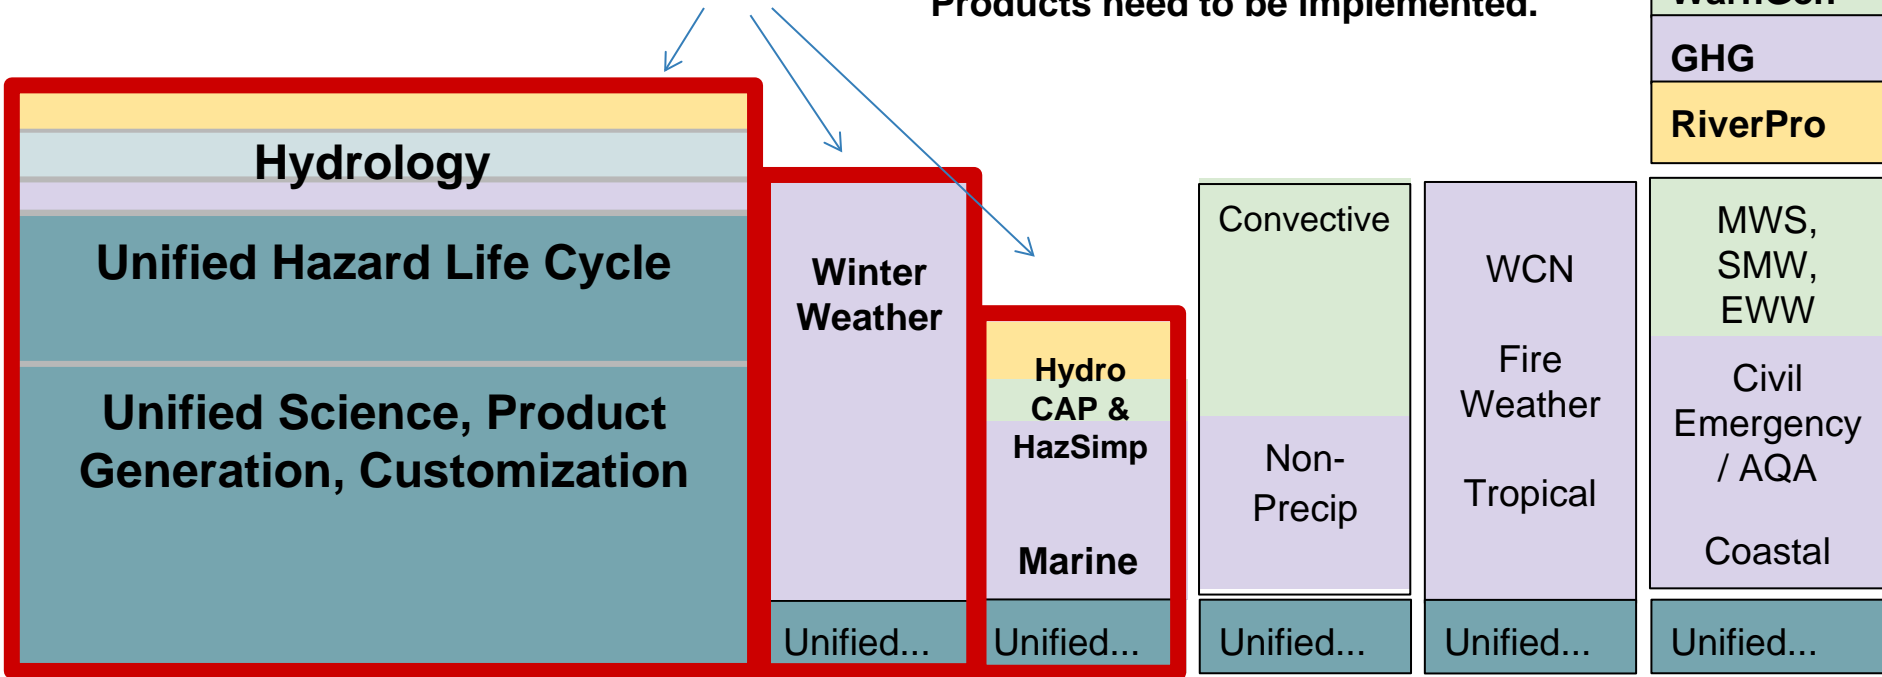 Products need to be implemented.
WarnGen
GHG
RiverPro
Hydrology
Unified Hazard Life Cycle
Unified Science, Product
Generation, Customization
Winter
Weather
Unified...
Hydro
CAP &
HazSimp
Marine
Unified...
Convective
Non-
Precip
Unified...
WCN
Fire
Weather
Tropical
Unified...
MWS,
SMW,
EWW
Civil
Emergency
/ AQA
Coastal
Unified...